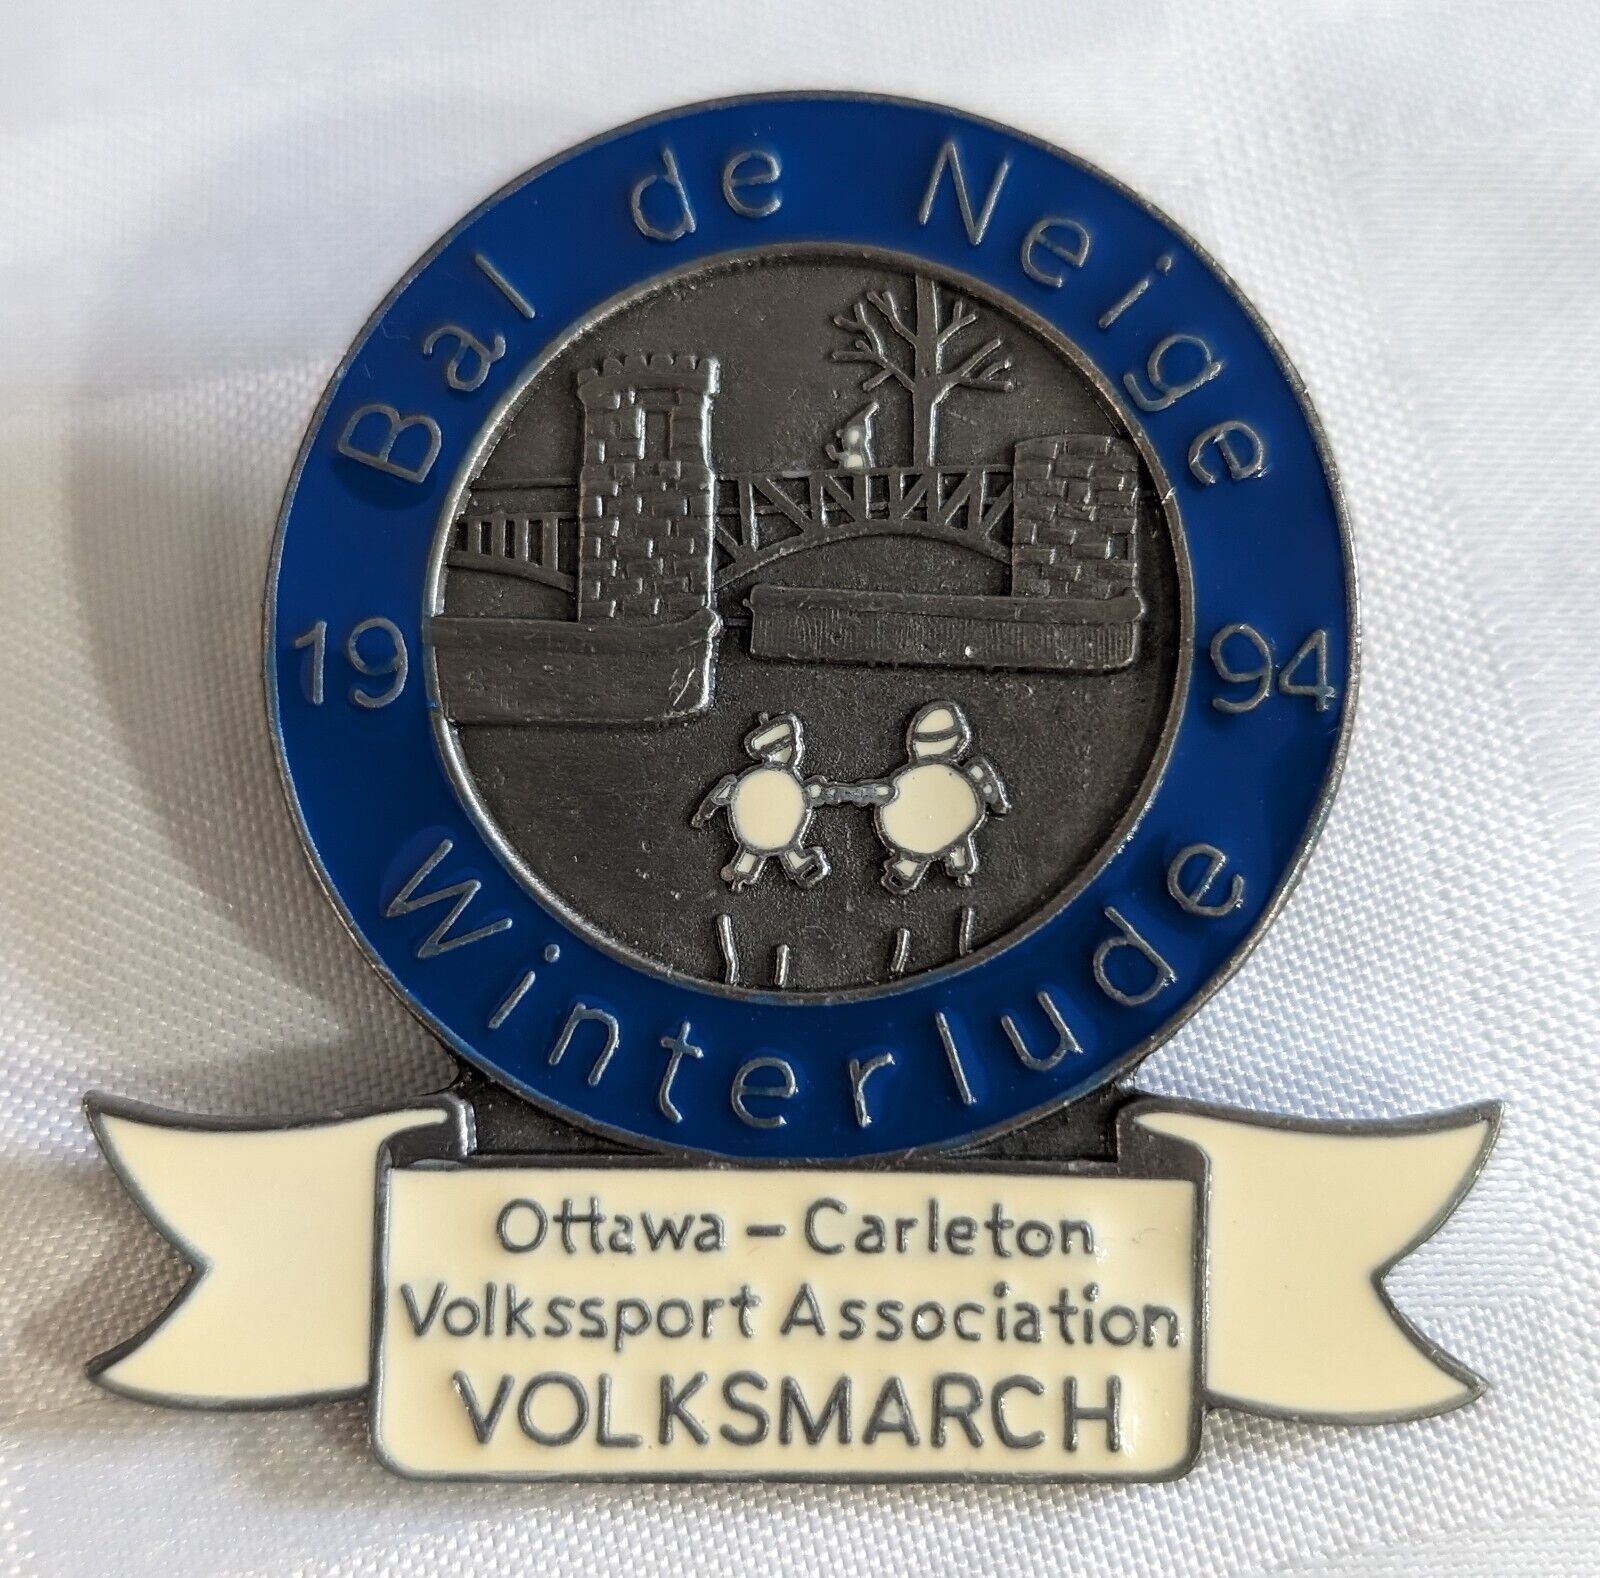 Bal de Neige
19 94
Winterlude
Ottawa - Carleton
Volkssport Association
VOLKSMARCH